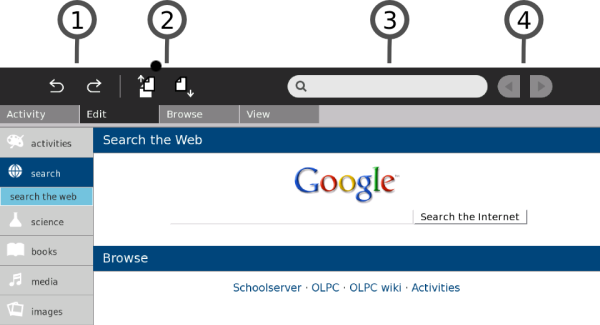 1 2 3 4
Activity Edit Browse View
activities
search
search the web
science
books
media
images
Search the Web
Google™
Search the Internet
Browse
Schoolserver · OLPC · OLPC wiki · Activities